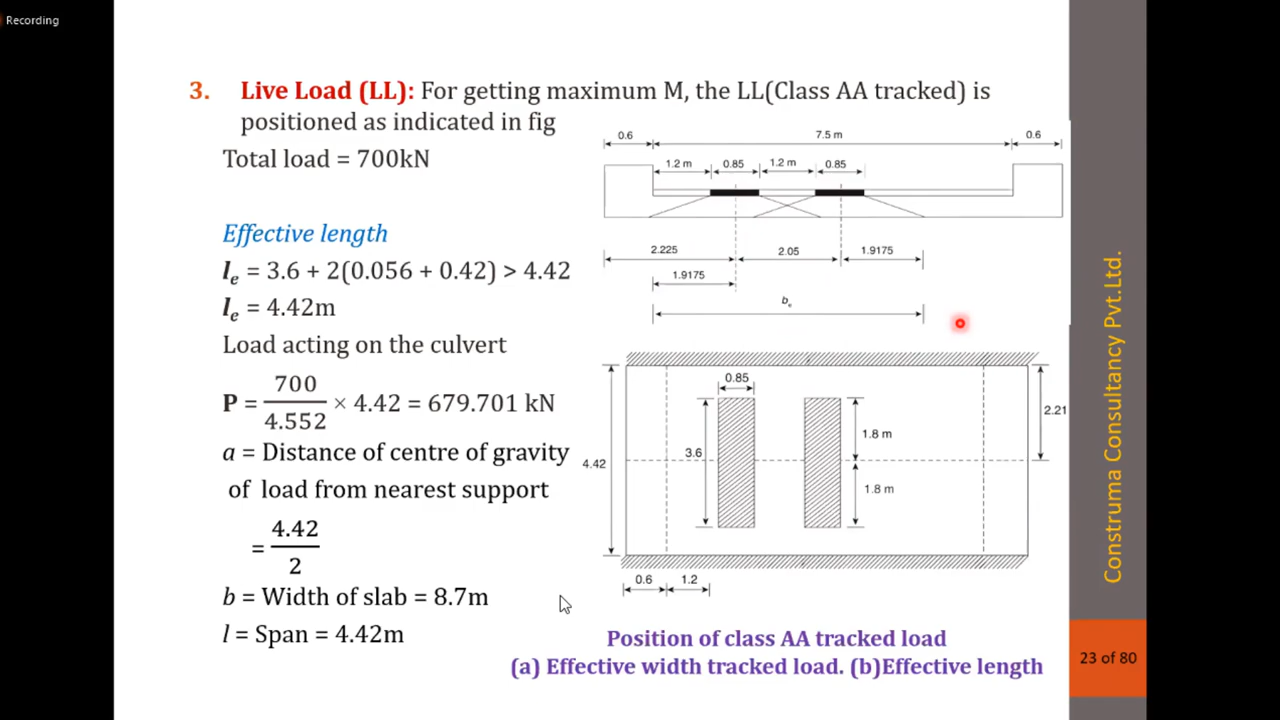 Recording
3. Live Load (LL): For getting maximum M, the LL(Class AA tracked) is
positioned as indicated in fig
Total load = 700kN
Effective length
lₑ = 3.6 + 2(0.056 + 0.42) > 4.42
lₑ = 4.42m
Load acting on the culvert
P = 700/4.552 × 4.42 = 679.701 kN
a = Distance of centre of gravity
of load from nearest support
= 4.42/2
b = Width of slab = 8.7m
l = Span = 4.42m
0.6 7.5 m 0.6
1.2 m 0.85 1.2 m 0.85
2.225 2.05 1.9175
1.9175
bₑ
0.85
2.21
1.8 m
3.6
4.42
1.8 m
0.6 1.2
Position of class AA tracked load
(a) Effective width tracked load. (b)Effective length
Construma Consultancy Pvt.Ltd.
23 of 80